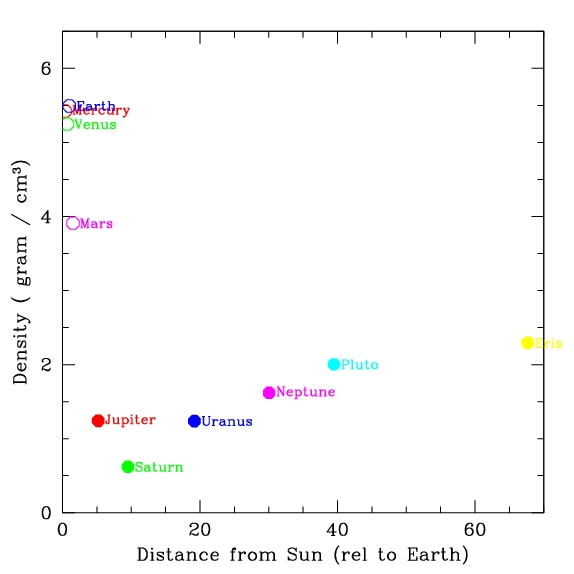 6
Earth
Mercury
Venus
4
Mars
Density ( gram / cm³)
Eris
2
Pluto
Neptune
Jupiter
Uranus
Saturn
0
0 20 40 60
Distance from Sun (rel to Earth)